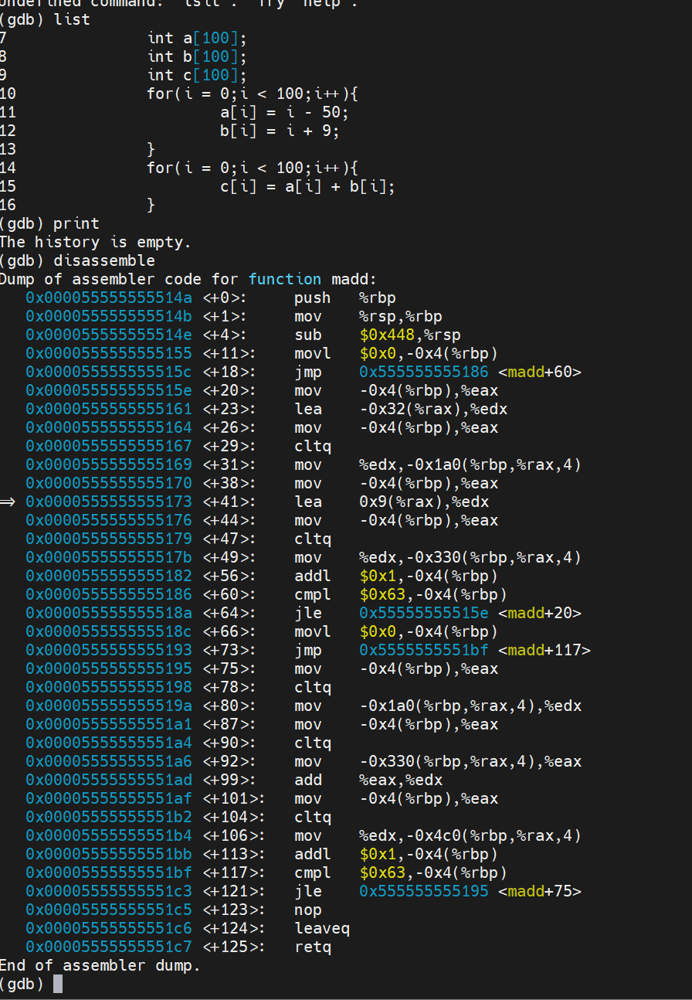 Undefined command: "lsit". Try "help".
(gdb) list
7               int a[100];
8               int b[100];
9               int c[100];
10              for(i = 0;i < 100;i++){
11                      a[i] = i - 50;
12                      b[i] = i + 9;
13              }
14              for(i = 0;i < 100;i++){
15                      c[i] = a[i] + b[i];
16              }
(gdb) print
The history is empty.
(gdb) disassemble
Dump of assembler code for function madd:
   0x000055555555514a <+0>:     push   %rbp
   0x000055555555514b <+1>:     mov    %rsp,%rbp
   0x000055555555514e <+4>:     sub    $0x448,%rsp
   0x0000555555555155 <+11>:    movl   $0x0,-0x4(%rbp)
   0x000055555555515c <+18>:    jmp    0x555555555186 <madd+60>
   0x000055555555515e <+20>:    mov    -0x4(%rbp),%eax
   0x0000555555555161 <+23>:    lea    -0x32(%rax),%edx
   0x0000555555555164 <+26>:    mov    -0x4(%rbp),%eax
   0x0000555555555167 <+29>:    cltq
   0x0000555555555169 <+31>:    mov    %edx,-0x1a0(%rbp,%rax,4)
   0x0000555555555170 <+38>:    mov    -0x4(%rbp),%eax
=> 0x0000555555555173 <+41>:    lea    0x9(%rax),%edx
   0x0000555555555176 <+44>:    mov    -0x4(%rbp),%eax
   0x0000555555555179 <+47>:    cltq
   0x000055555555517b <+49>:    mov    %edx,-0x330(%rbp,%rax,4)
   0x0000555555555182 <+56>:    addl   $0x1,-0x4(%rbp)
   0x0000555555555186 <+60>:    cmpl   $0x63,-0x4(%rbp)
   0x000055555555518a <+64>:    jle    0x55555555515e <madd+20>
   0x000055555555518c <+66>:    movl   $0x0,-0x4(%rbp)
   0x0000555555555193 <+73>:    jmp    0x5555555551bf <madd+117>
   0x0000555555555195 <+75>:    mov    -0x4(%rbp),%eax
   0x0000555555555198 <+78>:    cltq
   0x000055555555519a <+80>:    mov    -0x1a0(%rbp,%rax,4),%edx
   0x00005555555551a1 <+87>:    mov    -0x4(%rbp),%eax
   0x00005555555551a4 <+90>:    cltq
   0x00005555555551a6 <+92>:    mov    -0x330(%rbp,%rax,4),%eax
   0x00005555555551ad <+99>:    add    %eax,%edx
   0x00005555555551af <+101>:   mov    -0x4(%rbp),%eax
   0x00005555555551b2 <+104>:   cltq
   0x00005555555551b4 <+106>:   mov    %edx,-0x4c0(%rbp,%rax,4)
   0x00005555555551bb <+113>:   addl   $0x1,-0x4(%rbp)
   0x00005555555551bf <+117>:   cmpl   $0x63,-0x4(%rbp)
   0x00005555555551c3 <+121>:   jle    0x555555555195 <madd+75>
   0x00005555555551c5 <+123>:   nop
   0x00005555555551c6 <+124>:   leaveq
   0x00005555555551c7 <+125>:   retq
End of assembler dump.
(gdb)